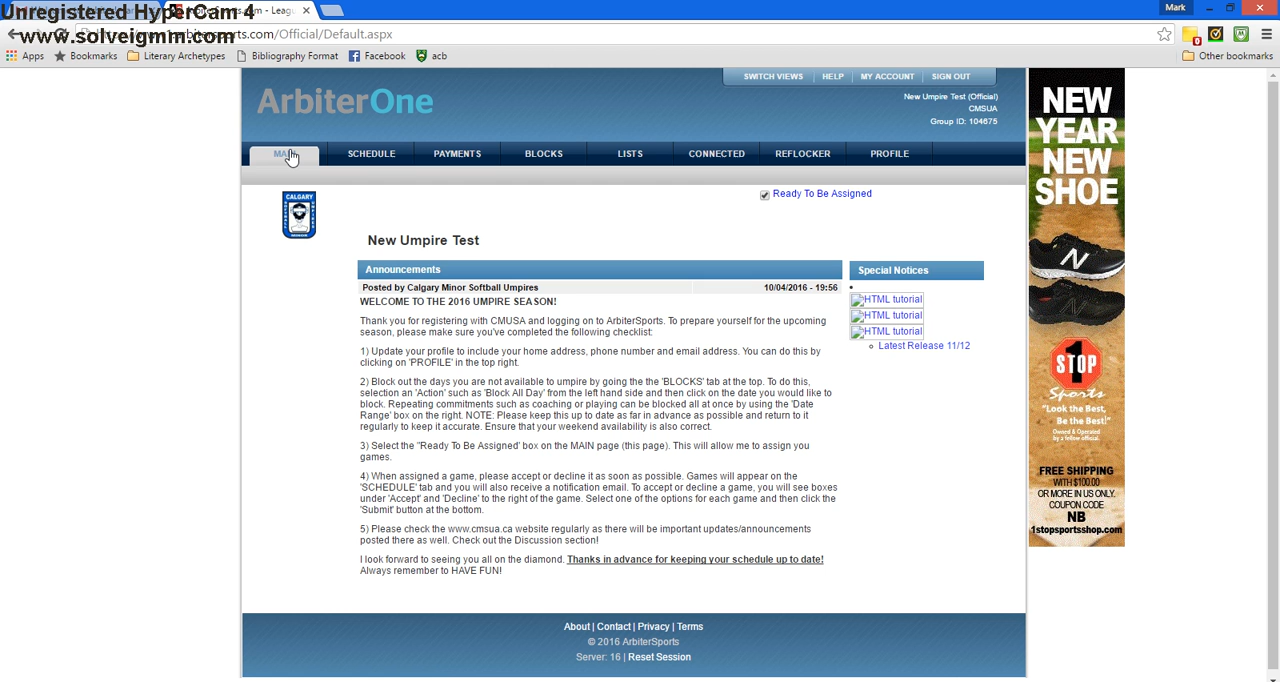 Unregistered HyperCam 4
www.solveigmm.com
Mark
.arbitersports.com/Official/Default.aspx
Apps
Bookmarks
Literary Archetypes
Bibliography Format
Facebook
acb
Other bookmarks
SWITCH VIEWS | HELP | MY ACCOUNT | SIGN OUT
ArbiterOne
New Umpire Test (Official)
CMSUA
Group ID: 104675
MAIN SCHEDULE PAYMENTS BLOCKS LISTS CONNECTED REFLOCKER PROFILE
CALGARY
Ready To Be Assigned
New Umpire Test
Announcements
Posted by Calgary Minor Softball Umpires 10/04/2016 - 19:56
WELCOME TO THE 2016 UMPIRE SEASON!
Thank you for registering with CMUSA and logging on to ArbiterSports. To prepare yourself for the upcoming
season, please make sure you've completed the following checklist:
1) Update your profile to include your home address, phone number and email address. You can do this by
clicking on 'PROFILE' in the top right.
2) Block out the days you are not available to umpire by going the the 'BLOCKS' tab at the top. To do this,
selection an 'Action' such as 'Block All Day' from the left hand side and then click on the date you would like to
block. Repeating commitments such as coaching or playing can be blocked all at once by using the 'Date
Range' box on the right. NOTE: Please keep this up to date as far in advance as possible and return to it
regularly to keep it accurate. Ensure that your weekend availability is also correct.
3) Select the "Ready To Be Assigned' box on the MAIN page (this page). This will allow me to assign you
games.
4) When assigned a game, please accept or decline it as soon as possible. Games will appear on the
'SCHEDULE' tab and you will also receive a notification email. To accept or decline a game, you will see boxes
under 'Accept' and 'Decline' to the right of the game. Select one of the options for each game and then click the
'Submit' button at the bottom.
5) Please check the www.cmsua.ca website regularly as there will be important updates/announcements
posted there as well. Check out the Discussion section!
I look forward to seeing you all on the diamond. Thanks in advance for keeping your schedule up to date!
Always remember to HAVE FUN!
Special Notices
HTML tutorial
HTML tutorial
HTML tutorial
Latest Release 11/12
NEW
YEAR
NEW
SHOE
1
STOP
Sports
"Look the Best,
Be the Best!"
Owned & Operated
by a fellow official.
FREE SHIPPING
WITH $100.00
OR MORE IN US ONLY.
COUPON CODE
NB
1stopsportsshop.com
About | Contact | Privacy | Terms
© 2016 ArbiterSports
Server: 16 | Reset Session